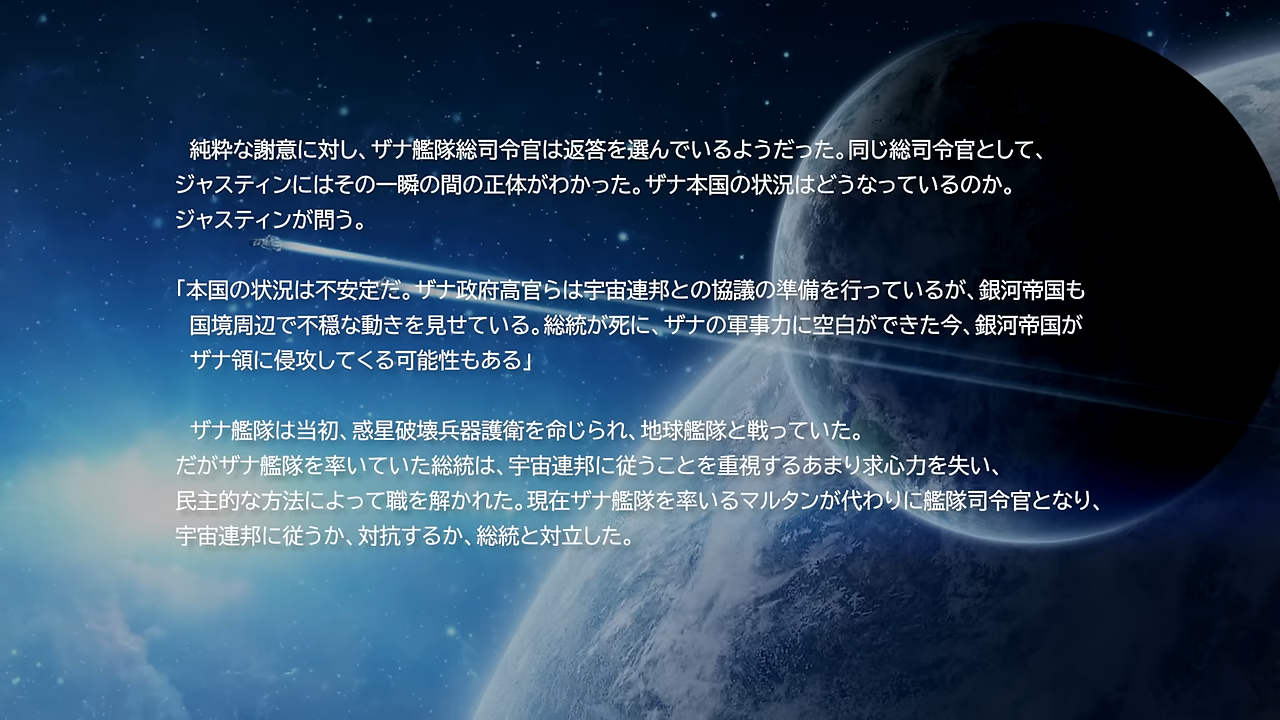 純粋な謝意に対し、ザナ艦隊総司令官は返答を選んでいるようだった。同じ総司令官として、
ジャスティンにはその一瞬の間の正体がわかった。ザナ本国の状況はどうなっているのか。
ジャスティンが問う。
「本国の状況は不安定だ。ザナ政府高官らは宇宙連邦との協議の準備を行っているが、銀河帝国も
国境周辺で不穏な動きを見せている。総統が死に、ザナの軍事力に空白ができた今、銀河帝国が
ザナ領に侵攻してくる可能性もある」
ザナ艦隊は当初、惑星破壊兵器護衛を命じられ、地球艦隊と戦っていた。
だがザナ艦隊を率いていた総統は、宇宙連邦に従うことを重視するあまり求心力を失い、
民主的な方法によって職を解かれた。現在ザナ艦隊を率いるマルタンが代わりに艦隊司令官となり、
宇宙連邦に従うか、対抗するか、総統と対立した。